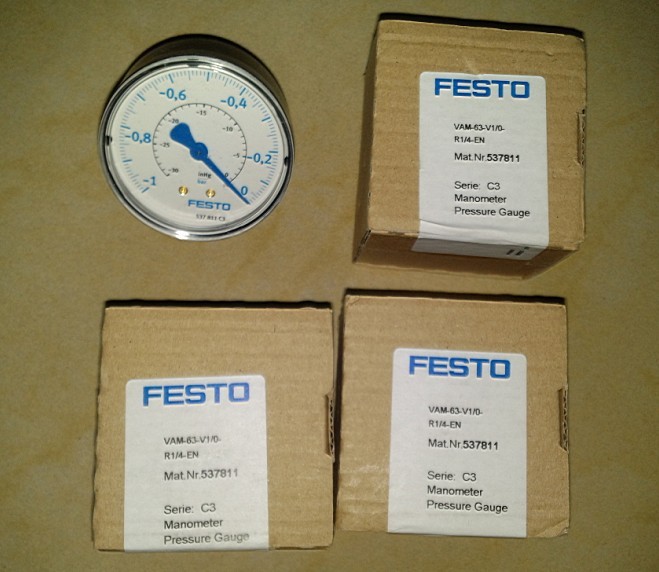 -0,6
-0,4
-0,8
-0,2
-1
0
-20
-15
-10
-25
-5
-30
0
inHg
bar
FESTO
537 811 C3
FESTO
VAM-63-V1/0-
R1/4-EN
Mat.Nr.537811
Serie: C3
Manometer
Pressure Gauge
FESTO
VAM-63-V1/0-
R1/4-EN
Mat.Nr.537811
Serie: C3
Manometer
Pressure Gauge
FESTO
VAM-63-V1/0-
R1/4-EN
Mat.Nr.537811
Serie: C3
Manometer
Pressure Gauge